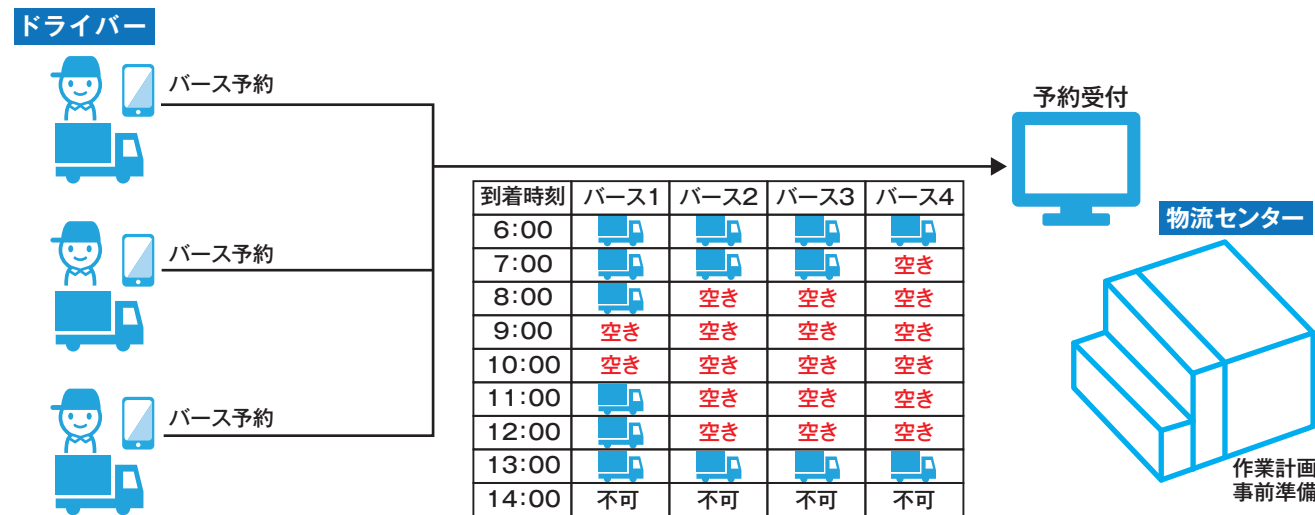 ドライバー
バース予約
バース予約
バース予約
予約受付
到着時刻 バース1 バース2 バース3 バース4
6:00
7:00 空き
8:00 空き 空き 空き
9:00 空き 空き 空き 空き
10:00 空き 空き 空き 空き
11:00 空き 空き 空き
12:00 空き 空き 空き
13:00
14:00 不可 不可 不可 不可
物流センター
作業計画
事前準備